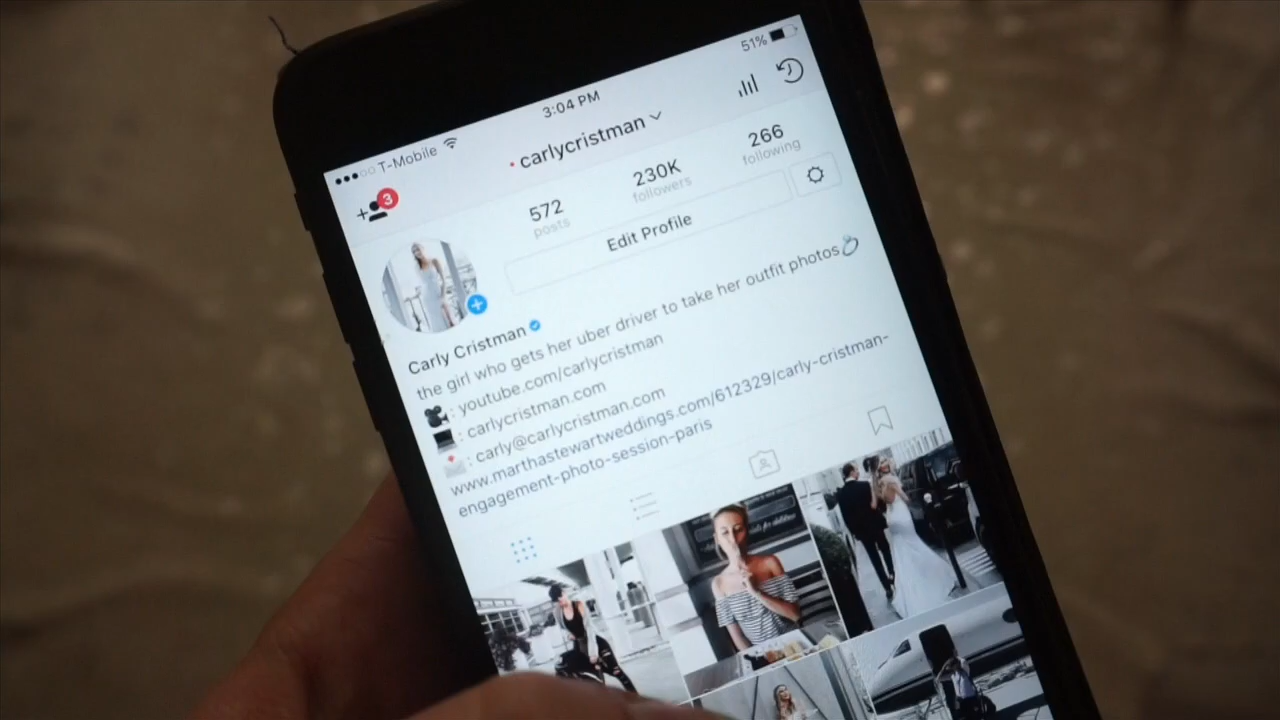 T-Mobile 3:04 PM 51%
3
carlycristman
572 230K 266
posts followers following
Edit Profile
Carly Cristman
the girl who gets her uber driver to take her outfit photos
: youtube.com/carlycristman
: carlycristman.com
: carly@carlycristman.com
www.marthastewartweddings.com/612329/carly-cristman-
engagement-photo-session-paris